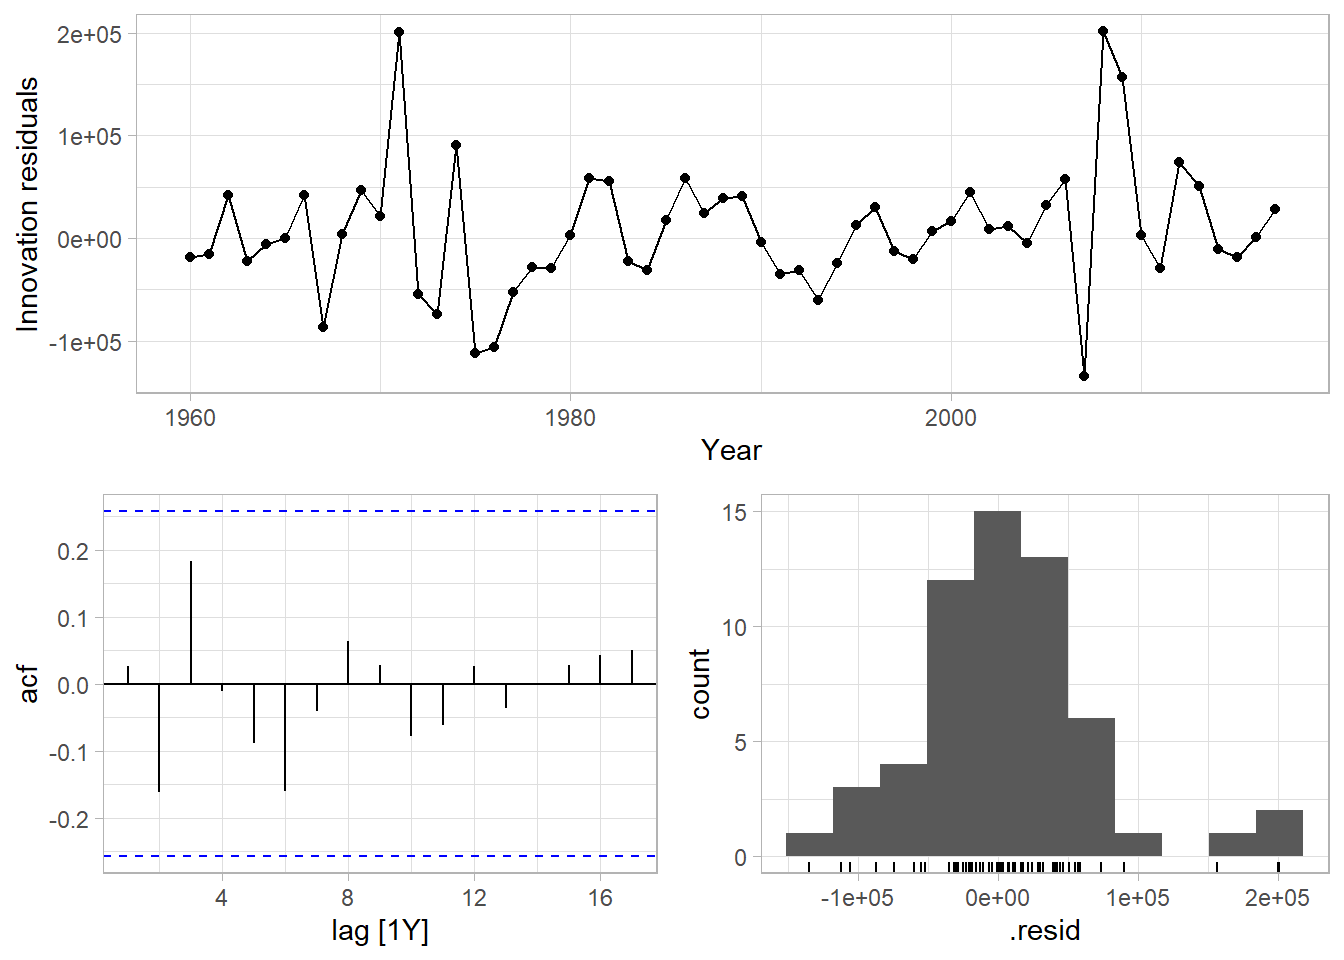 Innovation residuals
2e+05
1e+05
0e+00
-1e+05
1960
1980
2000
Year
acf
0.2
0.1
0.0
-0.1
-0.2
4
8
12
16
lag [1Y]
count
15
10
5
0
-1e+05
0e+00
1e+05
2e+05
.resid